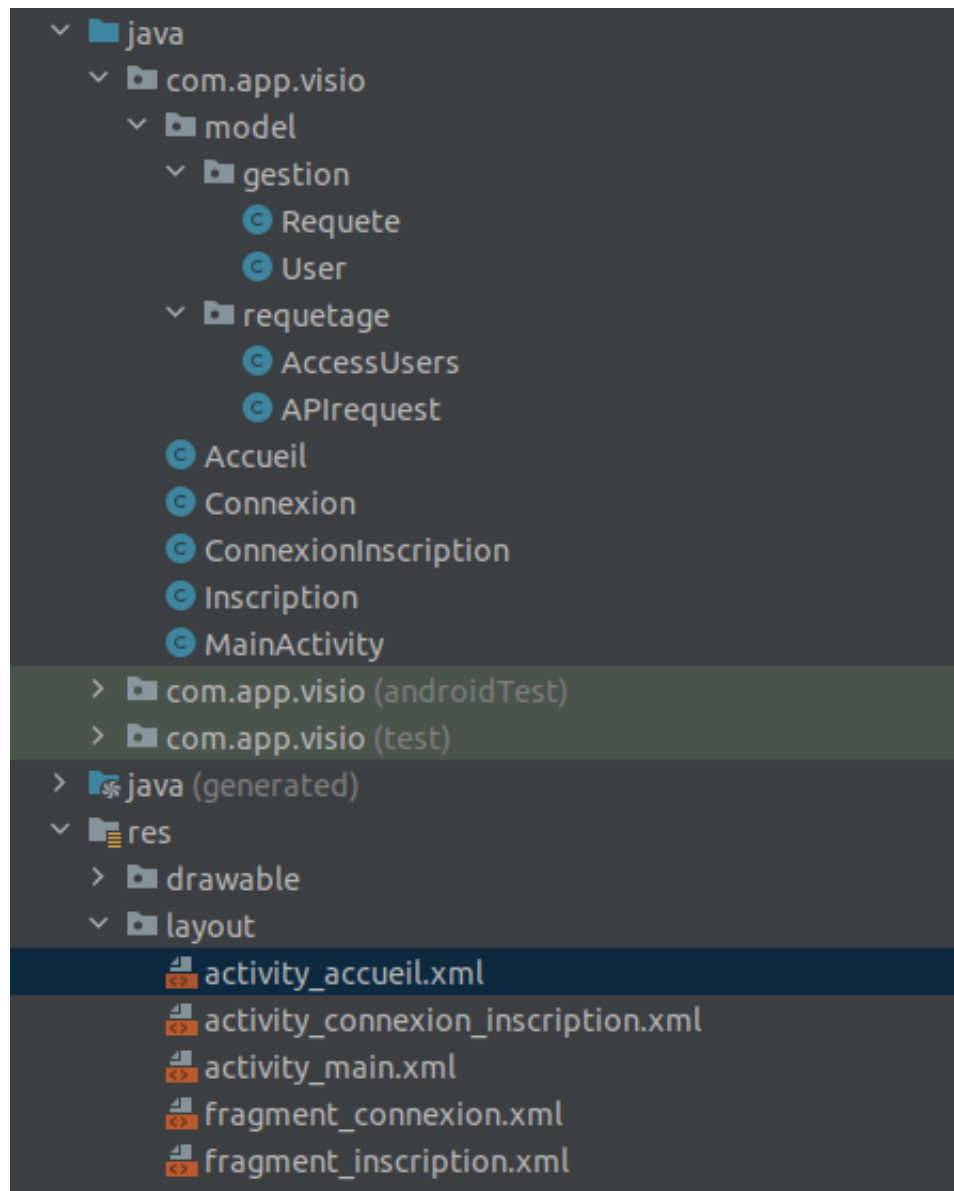 java
com.app.visio
model
gestion
Requete
User
requetage
AccessUsers
APIrequest
Accueil
Connexion
ConnexionInscription
Inscription
MainActivity
com.app.visio (androidTest)
com.app.visio (test)
java (generated)
res
drawable
layout
activity_accueil.xml
activity_connexion_inscription.xml
activity_main.xml
fragment_connexion.xml
fragment_inscription.xml